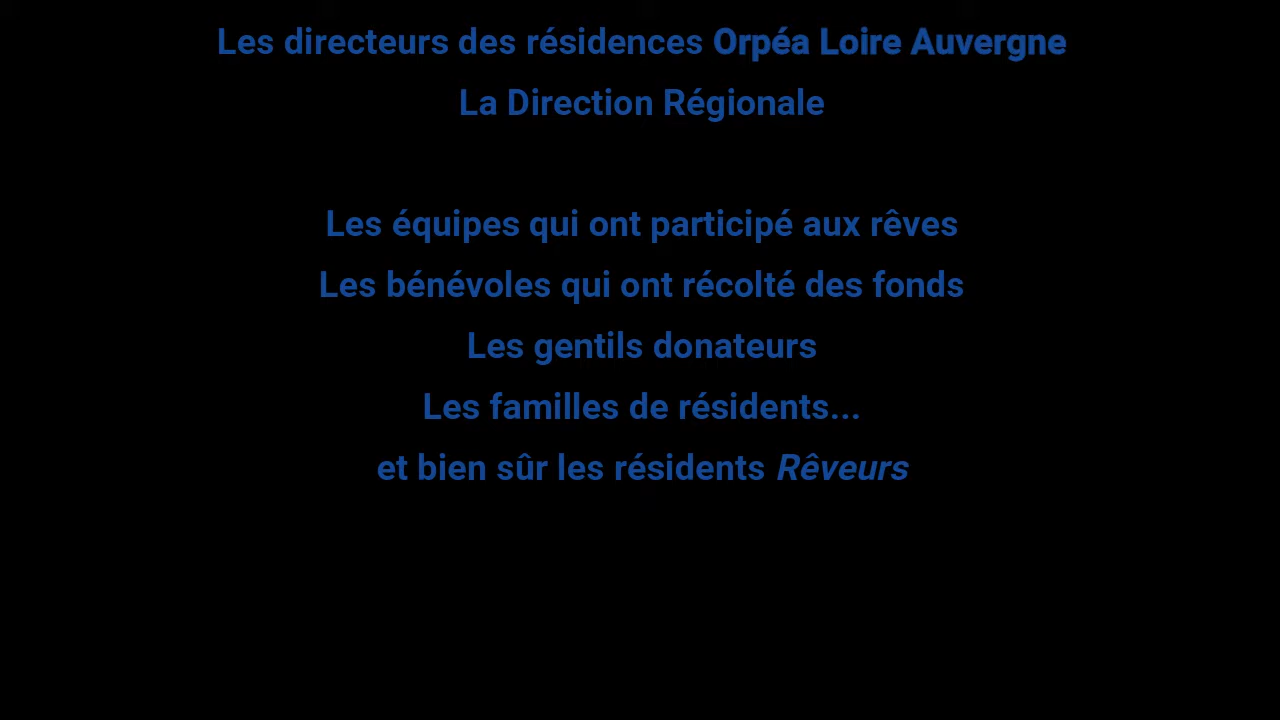 Les directeurs des résidences Orpéa Loire Auvergne
La Direction Régionale
Les équipes qui ont participé aux rêves
Les bénévoles qui ont récolté des fonds
Les gentils donateurs
Les familles de résidents...
et bien sûr les résidents Rêveurs